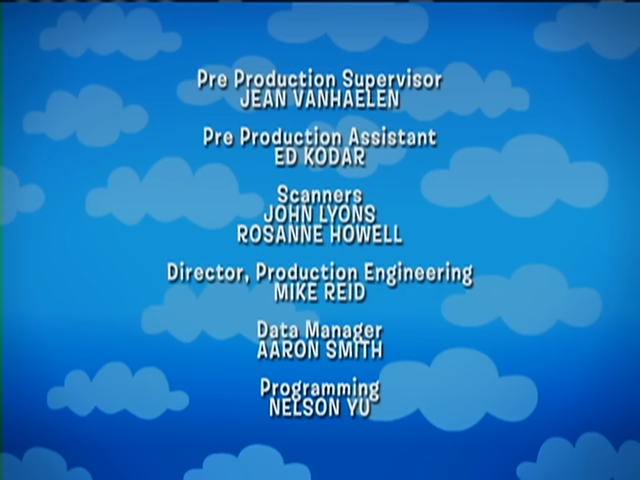 Pre Production Supervisor
JEAN VANHAELEN
Pre Production Assistant
ED KODAR
Scanners
JOHN LYONS
ROSANNE HOWELL
Director, Production Engineering
MIKE REID
Data Manager
AARON SMITH
Programming
NELSON YU